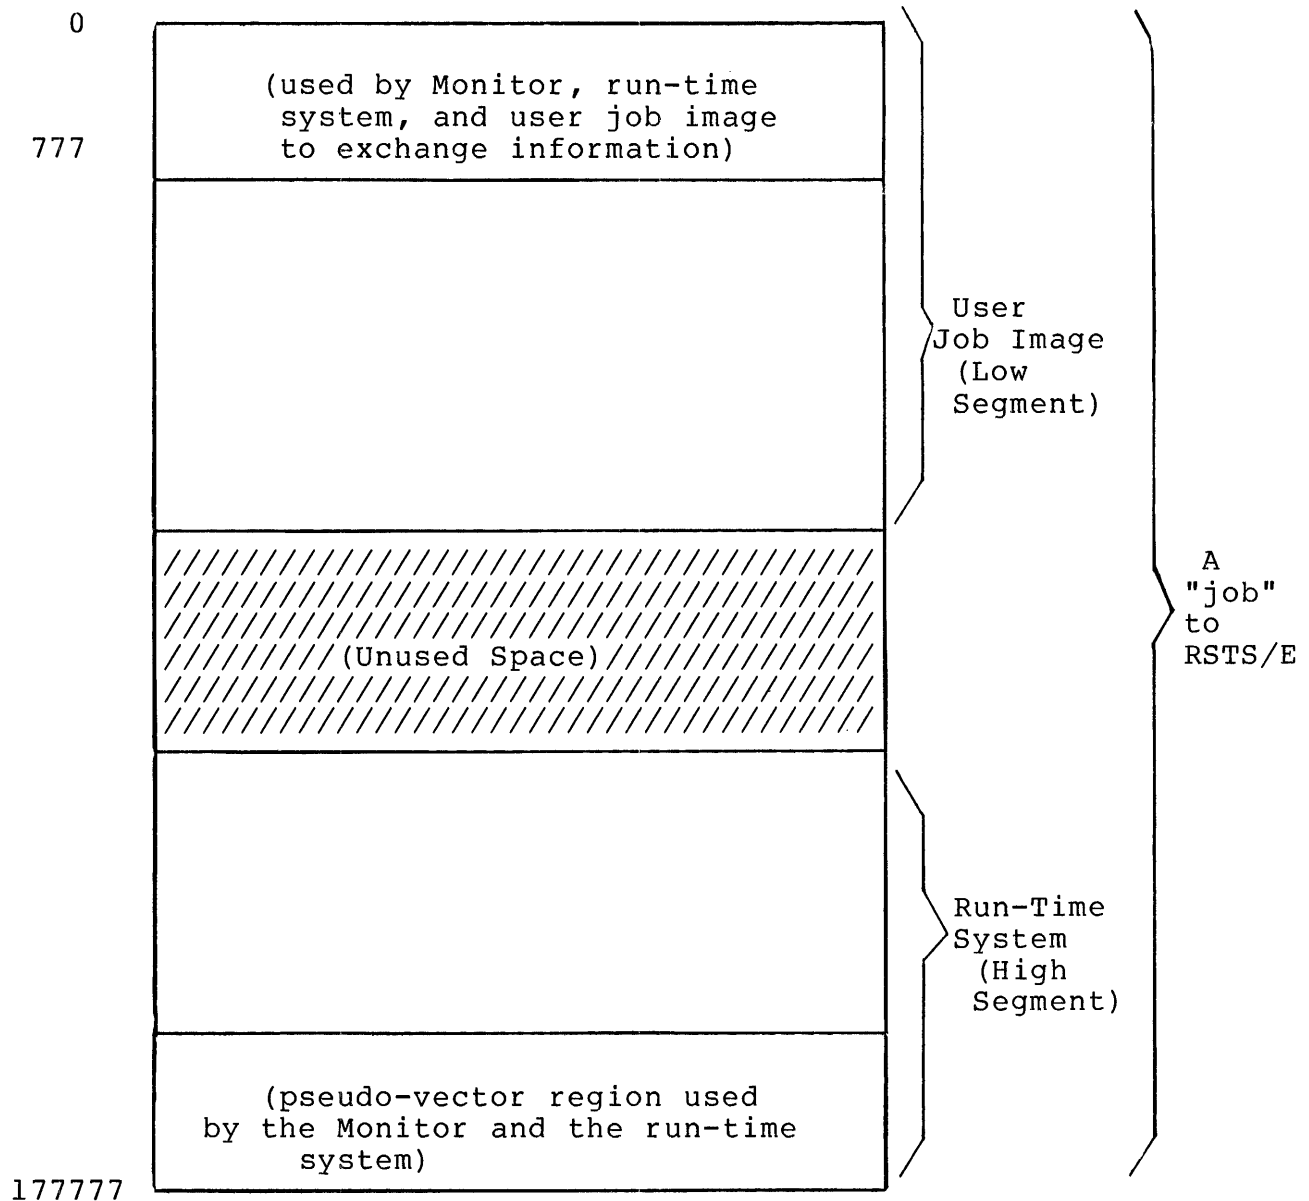 0
(used by Monitor, run-time
system, and user job image
777
to exchange information)
User
Job Image
(Low
Segment)
A
"job"
to
RSTS/E
(Unused Space)
Run-Time
System
(High
Segment)
(pseudo-vector region used
by the Monitor and the run-time
system)
177777